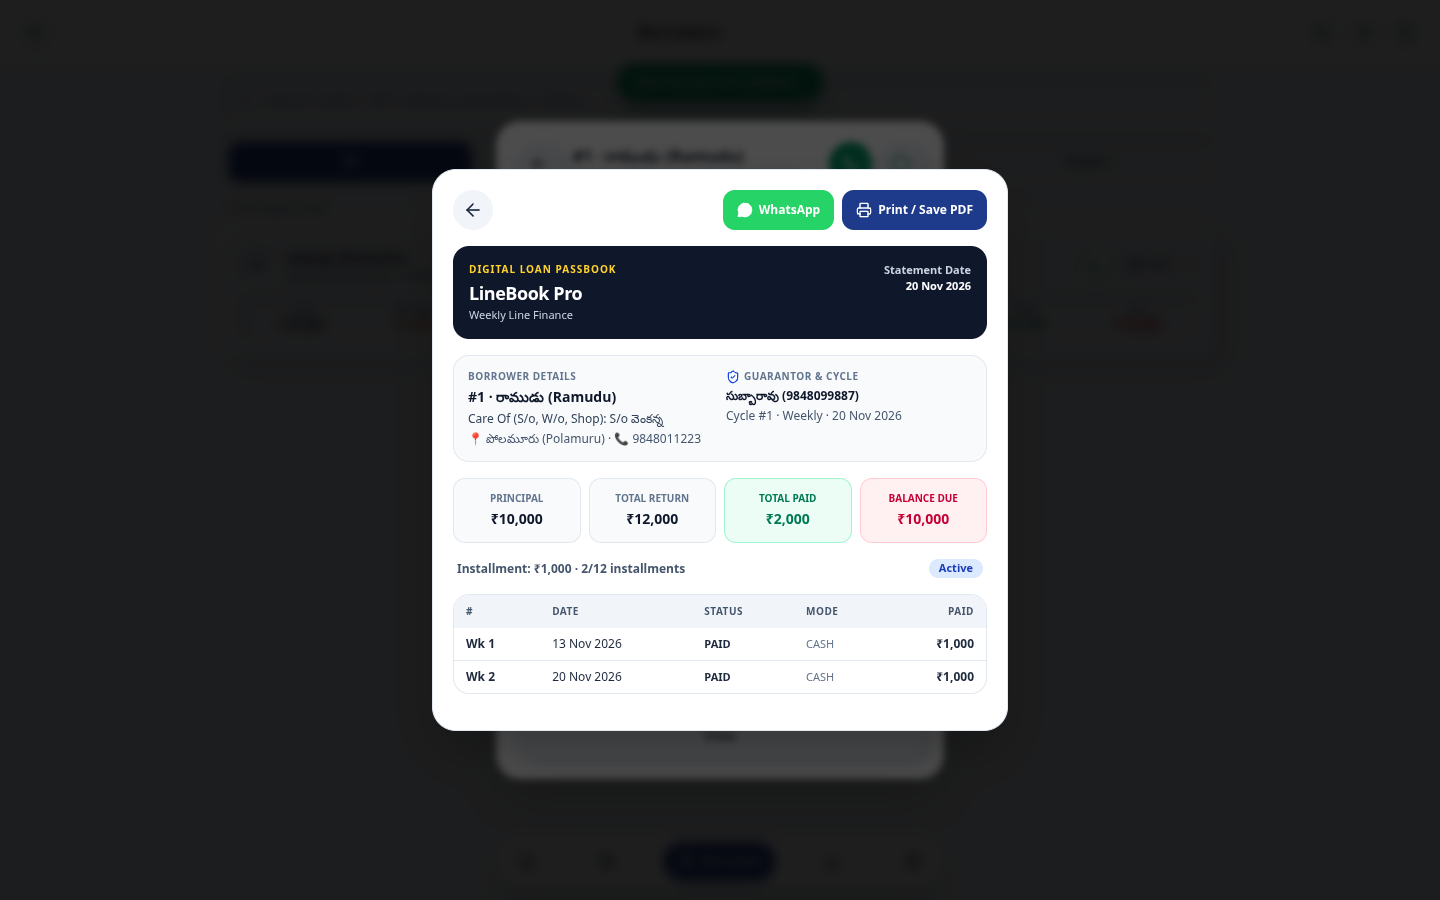 #1 · రాముడు (Ramudu)
WhatsApp
Print / Save PDF
DIGITAL LOAN PASSBOOK
LineBook Pro
Weekly Line Finance
Statement Date
20 Nov 2026
BORROWER DETAILS
#1 · రాముడు (Ramudu)
Care Of (S/o, W/o, Shop): S/o వెంకన్న
📍 పోలమూరు (Polamuru) · 📞 9848011223
GUARANTOR & CYCLE
సుబ్బారావు (9848099887)
Cycle #1 · Weekly · 20 Nov 2026
PRINCIPAL
₹10,000
TOTAL RETURN
₹12,000
TOTAL PAID
₹2,000
BALANCE DUE
₹10,000
Installment: ₹1,000 · 2/12 installments
Active
# DATE STATUS MODE PAID
Wk 1 13 Nov 2026 PAID CASH ₹1,000
Wk 2 20 Nov 2026 PAID CASH ₹1,000